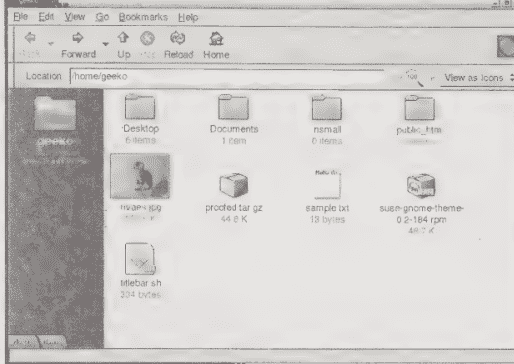 File Edit View Go Bookmarks Help
Forward Up Reload Home
Location /home/geeko View as Icons
geeko
Desktop Documents nsmail public_html
6 items 1 item 0 items
proofed tar gz sample txt suse-gnome-theme-
44.8 K 13 bytes 0.2-184 rpm
titlebar sh
334 bytes